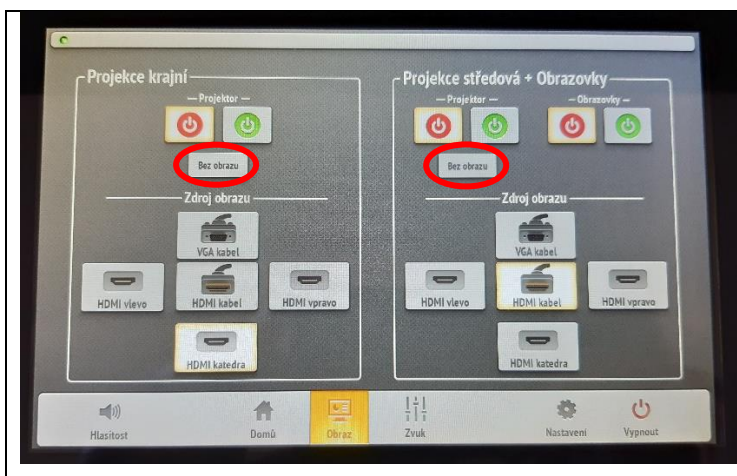 Projekce krajní
Projektor
Bez obrazu
Zdroj obrazu
VGA kabel
HDMI vlevo
HDMI kabel
HDMI vpravo
HDMI katedra
Projekce středová + Obrazovky
Projektor
Obrazovky
Bez obrazu
Zdroj obrazu
VGA kabel
HDMI vlevo
HDMI kabel
HDMI vpravo
HDMI katedra
Hlasitost
Domů
Obraz
Zvuk
Nastavení
Vypnout